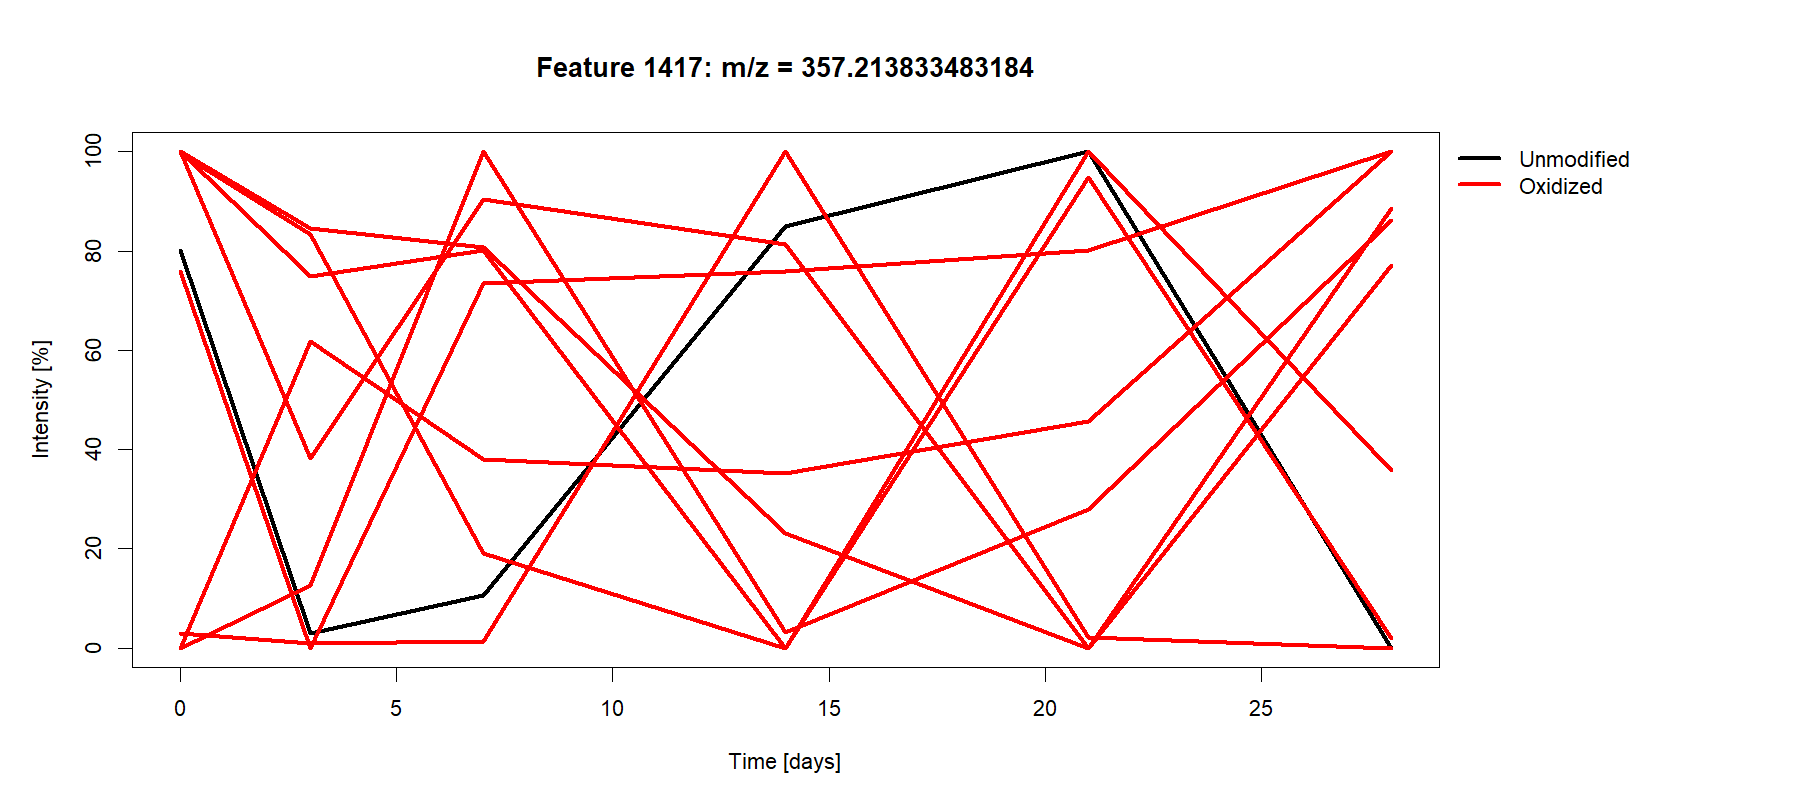 Feature 1417: m/z = 357.213833483184
Unmodified
Oxidized
Intensity [%]
100
80
60
40
20
0
0 5 10 15 20 25
Time [days]